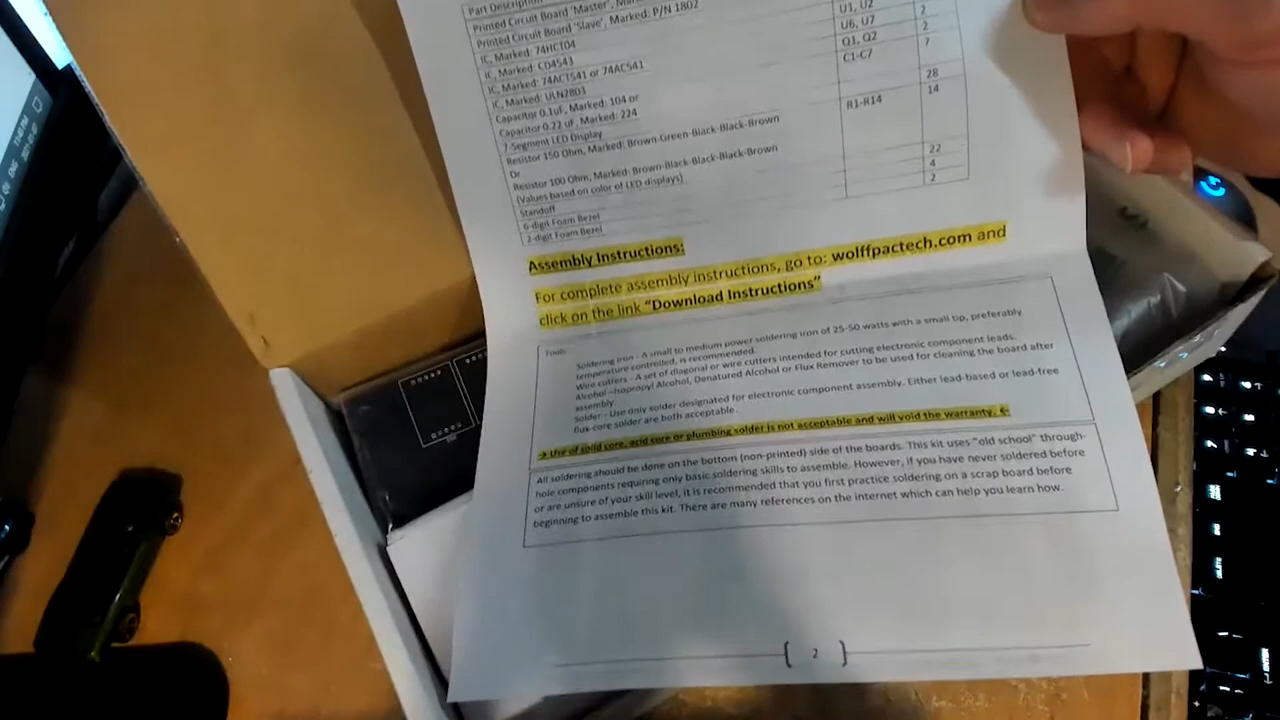 Part Description
Printed Circuit Board 'Master',
Printed Circuit Board 'Slave', Marked: P/N 1802
IC, Marked: 74HCT04
IC, Marked: CD4543
IC, Marked: 74ACT541 or 74AC541
IC, Marked: ULN2803
Capacitor 0.1uF, Marked: 104 or
Capacitor 0.22 uF, Marked: 224
7-Segment LED Display
Resistor 150 Ohm, Marked: Brown-Green-Black-Black-Brown
Or
Resistor 100 Ohm, Marked: Brown-Black-Black-Black-Brown
(Values based on color of LED displays)
Standoff
6-digit Foam Bezel
2-digit Foam Bezel
U1, U2
U6, U7
Q1, Q2
C1-C7
R1-R14
2
2
7
28
14
22
4
2
Assembly Instructions:
For complete assembly instructions, go to: wolffpactech.com and
click on the link "Download Instructions"
Tools:
Soldering Iron - A small to medium power soldering iron of 25-50 watts with a small tip, preferably
temperature controlled, is recommended.
Wire cutters - A set of diagonal or wire cutters intended for cutting electronic component leads.
Alcohol -Isopropyl Alcohol, Denatured Alcohol or Flux Remover to be used for cleaning the board after
assembly
Solder - Use only solder designated for electronic component assembly. Either lead-based or lead-free
flux-core solder are both acceptable.
→ Use of solid core, acid core or plumbing solder is not acceptable and will void the warranty. ←
All soldering should be done on the bottom (non-printed) side of the boards. This kit uses "old school" through-
hole components requiring only basic soldering skills to assemble. However, if you have never soldered before
or are unsure of your skill level, it is recommended that you first practice soldering on a scrap board before
beginning to assemble this kit. There are many references on the internet which can help you learn how.
2